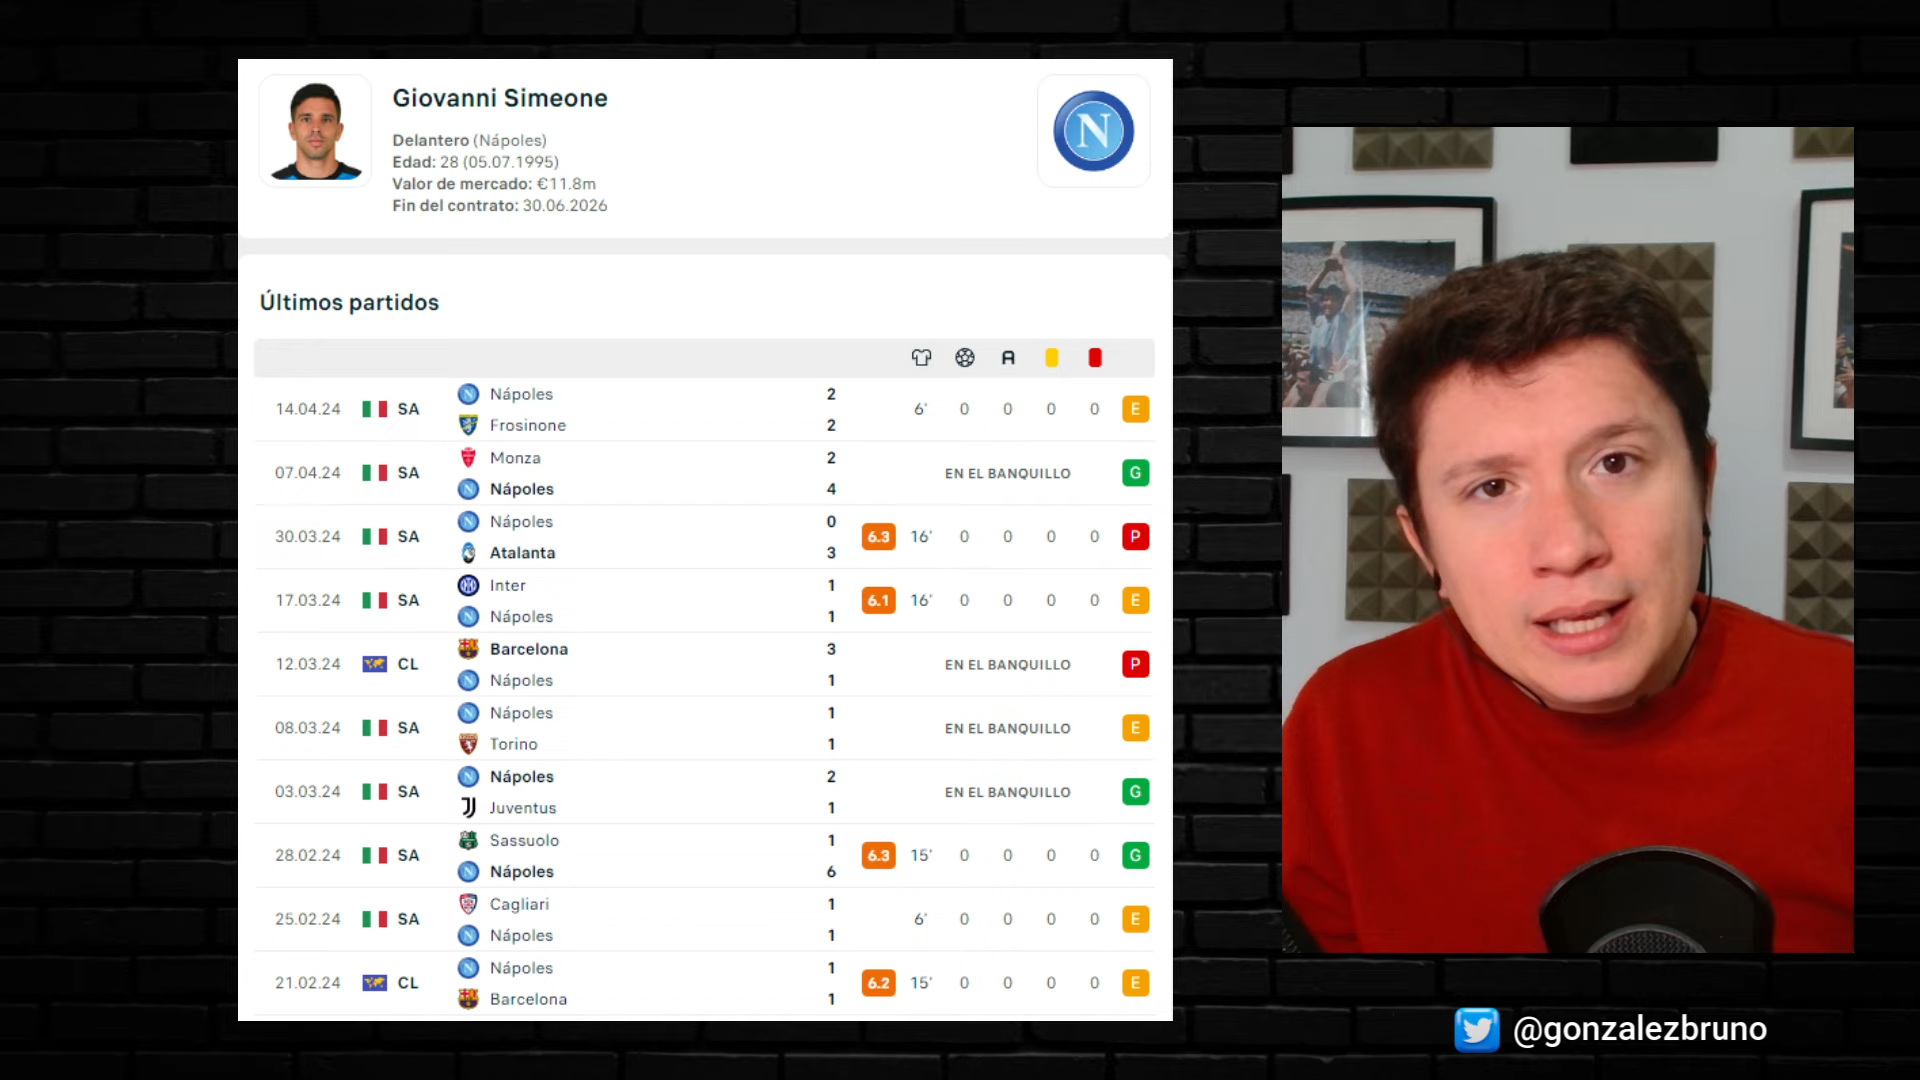 Giovanni Simeone
Delantero (Nápoles)
Edad: 28 (05.07.1995)
Valor de mercado: €11.8m
Fin del contrato: 30.06.2026
N
Últimos partidos
A
14.04.24 SA Nápoles 2 6' 0 0 0 0 E
Frosinone 2
07.04.24 SA Monza 2 EN EL BANQUILLO G
Nápoles 4
30.03.24 SA Nápoles 0 6.3 16' 0 0 0 0 P
Atalanta 3
17.03.24 SA Inter 1 6.1 16' 0 0 0 0 E
Nápoles 1
12.03.24 CL Barcelona 3 EN EL BANQUILLO P
Nápoles 1
08.03.24 SA Nápoles 1 EN EL BANQUILLO E
Torino 1
03.03.24 SA Nápoles 2 EN EL BANQUILLO G
Juventus 1
28.02.24 SA Sassuolo 1 6.3 15' 0 0 0 0 G
Nápoles 6
25.02.24 SA Cagliari 1 6' 0 0 0 0 E
Nápoles 1
21.02.24 CL Nápoles 1 6.2 15' 0 0 0 0 E
Barcelona 1
@gonzalezbruno